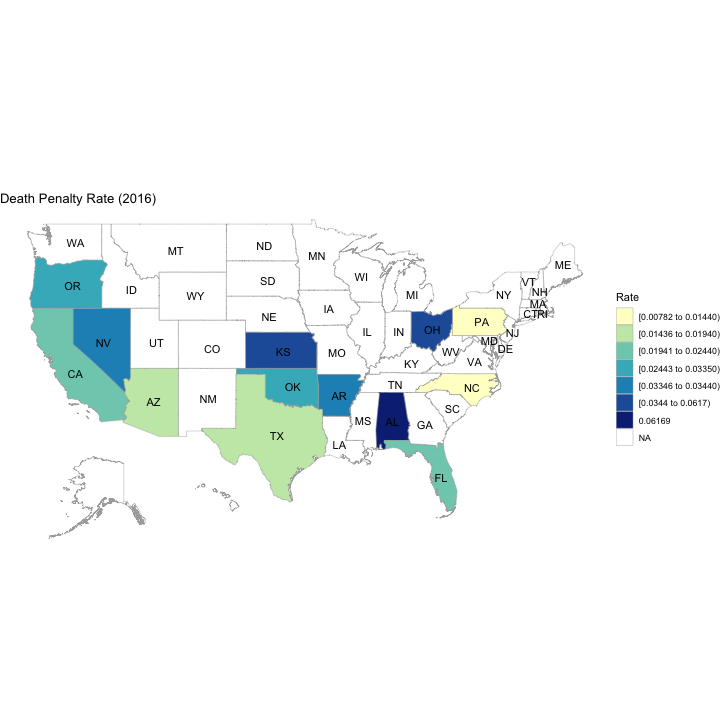 Death Penalty Rate (2016)
WA
MT
ND
MN
ME
OR
ID
WY
SD
WI
MI
NY
VT
NH
MA
CT
RI
NE
IA
PA
NJ
NV
UT
CO
KS
MO
IL
IN
OH
WV
MD
DE
VA
KY
CA
AZ
NM
OK
AR
TN
NC
SC
TX
LA
MS
AL
GA
FL
Rate
[0.00782 to 0.01440)
[0.01436 to 0.01940)
[0.01941 to 0.02440)
[0.02443 to 0.03350)
[0.03346 to 0.03440)
[0.0344 to 0.0617)
0.06169
NA